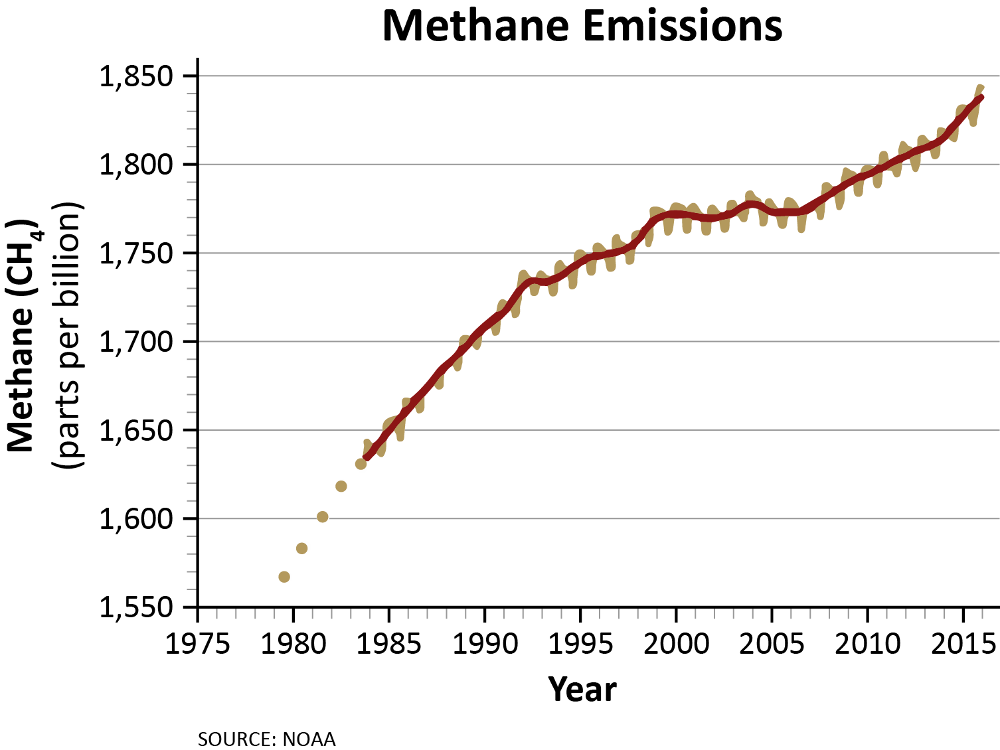 Methane Emissions
1,850
1,800
1,750
1,700
1,650
1,600
1,550
Methane (CH₄)
(parts per billion)
1975 1980 1985 1990 1995 2000 2005 2010 2015
Year
SOURCE: NOAA